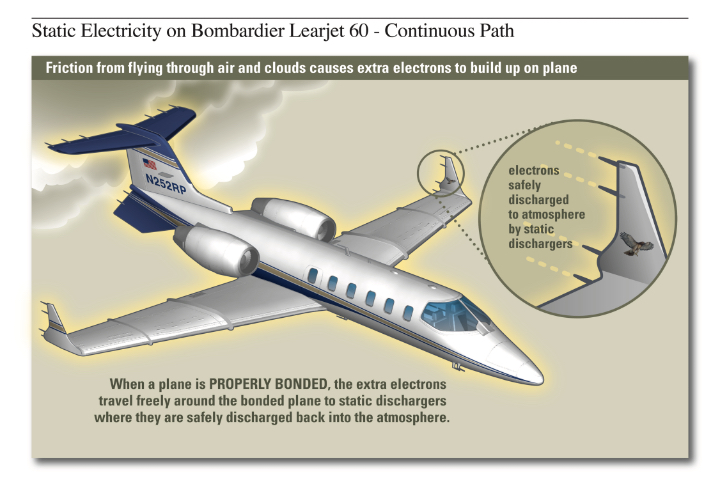 Static Electricity on Bombardier Learjet 60 - Continuous Path
Friction from flying through air and clouds causes extra electrons to build up on plane
N252RP
electrons
safely
discharged
to atmosphere
by static
dischargers
When a plane is PROPERLY BONDED, the extra electrons
travel freely around the bonded plane to static dischargers
where they are safely discharged back into the atmosphere.